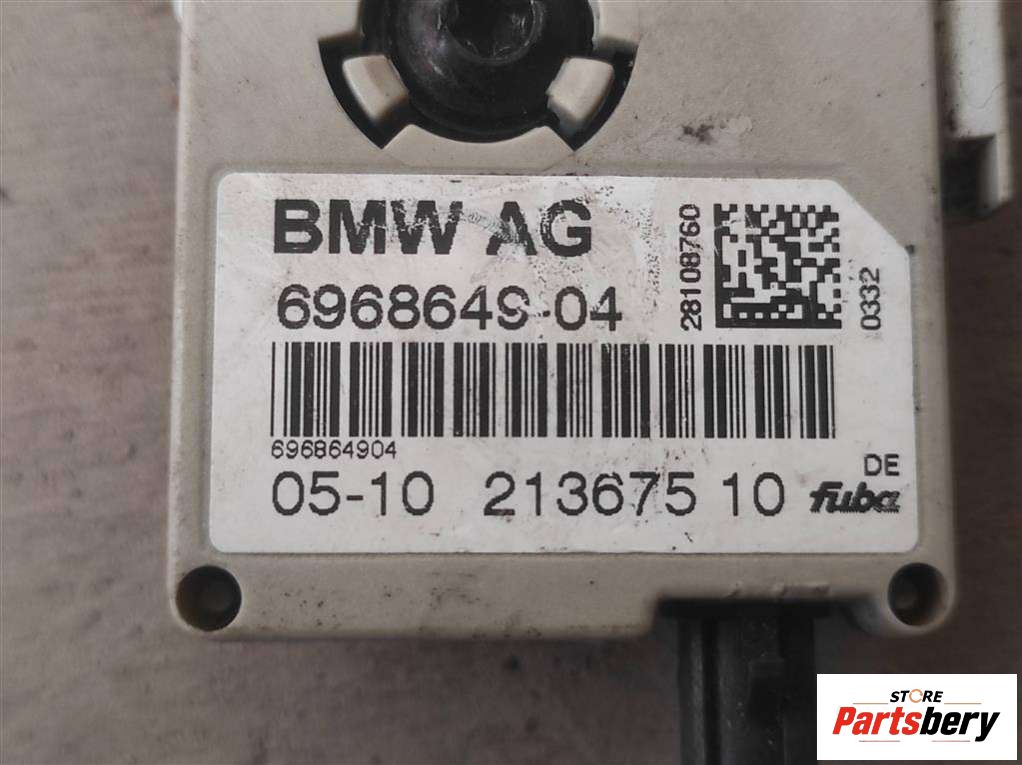 BMW AG
6968649-04
28108760
0332
696864904
05-10 213675 10
DE
fuba
STORE
Partsbery